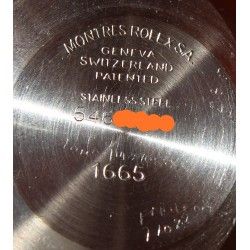 MONTRES ROLEX S.A.
GENEVA
SWITZERLAND
PATENTED
STAINLESS STEEL
546
1665